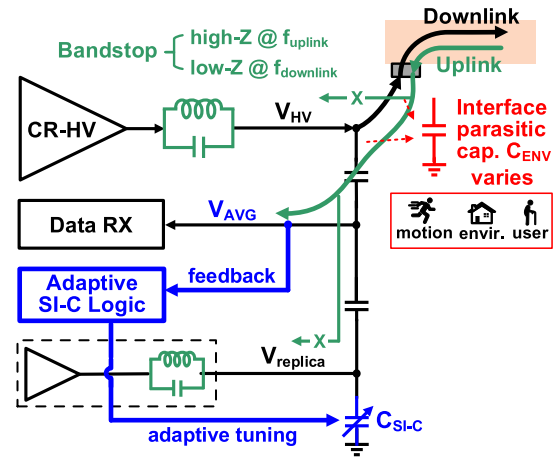 Downlink
Bandstop
high-Z @ f_uplink
low-Z @ f_downlink
Uplink
X
CR-HV
V_HV
Interface
parasitic
cap. C_ENV
varies
Data RX
V_AVG
motion envir. user
Adaptive
SI-C Logic
feedback
X
V_replica
adaptive tuning
C_SI-C